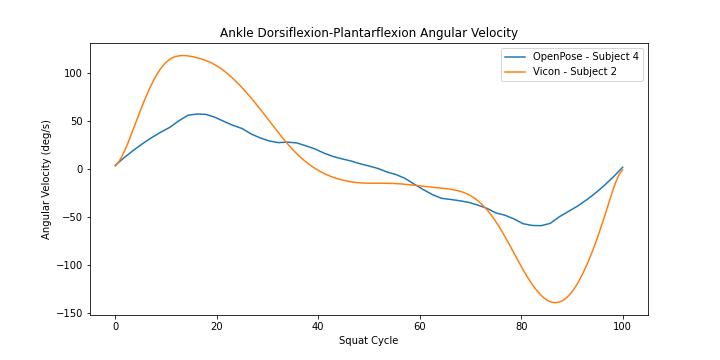 Ankle Dorsiflexion-Plantarflexion Angular Velocity
OpenPose - Subject 4
Vicon - Subject 2
Angular Velocity (deg/s)
100
50
0
−50
−100
−150
0
20
40
60
80
100
Squat Cycle